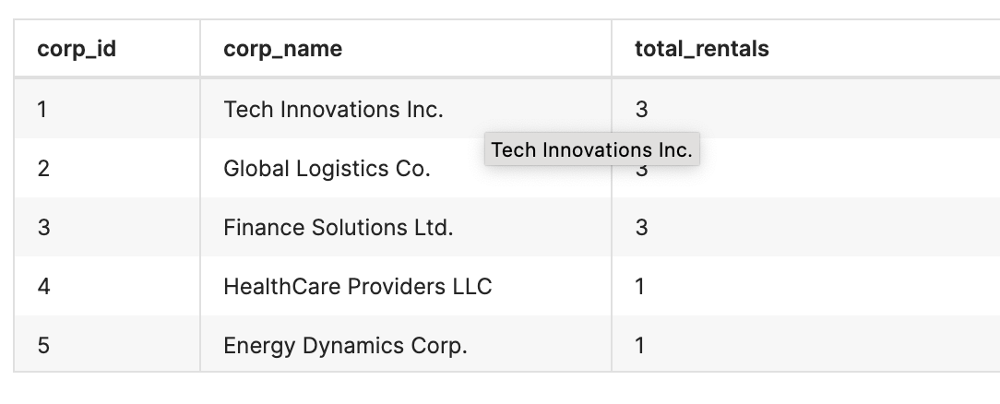 corp_id corp_name total_rentals
1 Tech Innovations Inc. 3
Tech Innovations Inc.
2 Global Logistics Co. 3
3 Finance Solutions Ltd. 3
4 HealthCare Providers LLC 1
5 Energy Dynamics Corp. 1